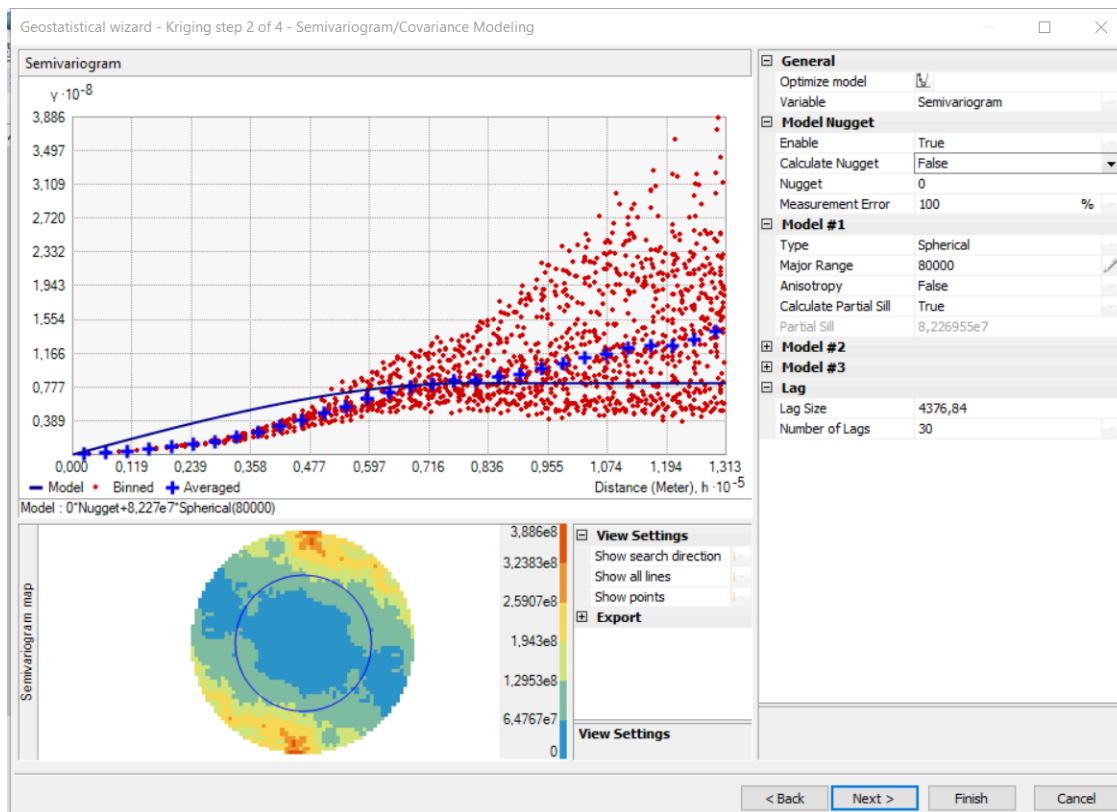 Geostatistical wizard - Kriging step 2 of 4 - Semivariogram/Covariance Modeling
Semivariogram
γ ·10⁻⁸
3,886
3,497
3,109
2,720
2,332
1,943
1,554
1,166
0,777
0,389
0,000 0,119 0,239 0,358 0,477 0,597 0,716 0,836 0,955 1,074 1,194 1,313
Model Binned Averaged
Distance (Meter), h ·10⁻⁵
Model : 0*Nugget+8,227e7*Spherical(80000)
Semivariogram map
3,886e8
3,2383e8
2,5907e8
1,943e8
1,2953e8
6,4767e7
0
View Settings
Show search direction
Show all lines
Show points
Export
View Settings
General
Optimize model
Variable Semivariogram
Model Nugget
Enable True
Calculate Nugget False
Nugget 0
Measurement Error 100 %
Model #1
Type Spherical
Major Range 80000
Anisotropy False
Calculate Partial Sill True
Partial Sill 8,226955e7
Model #2
Model #3
Lag
Lag Size 4376,84
Number of Lags 30
< Back Next > Finish Cancel